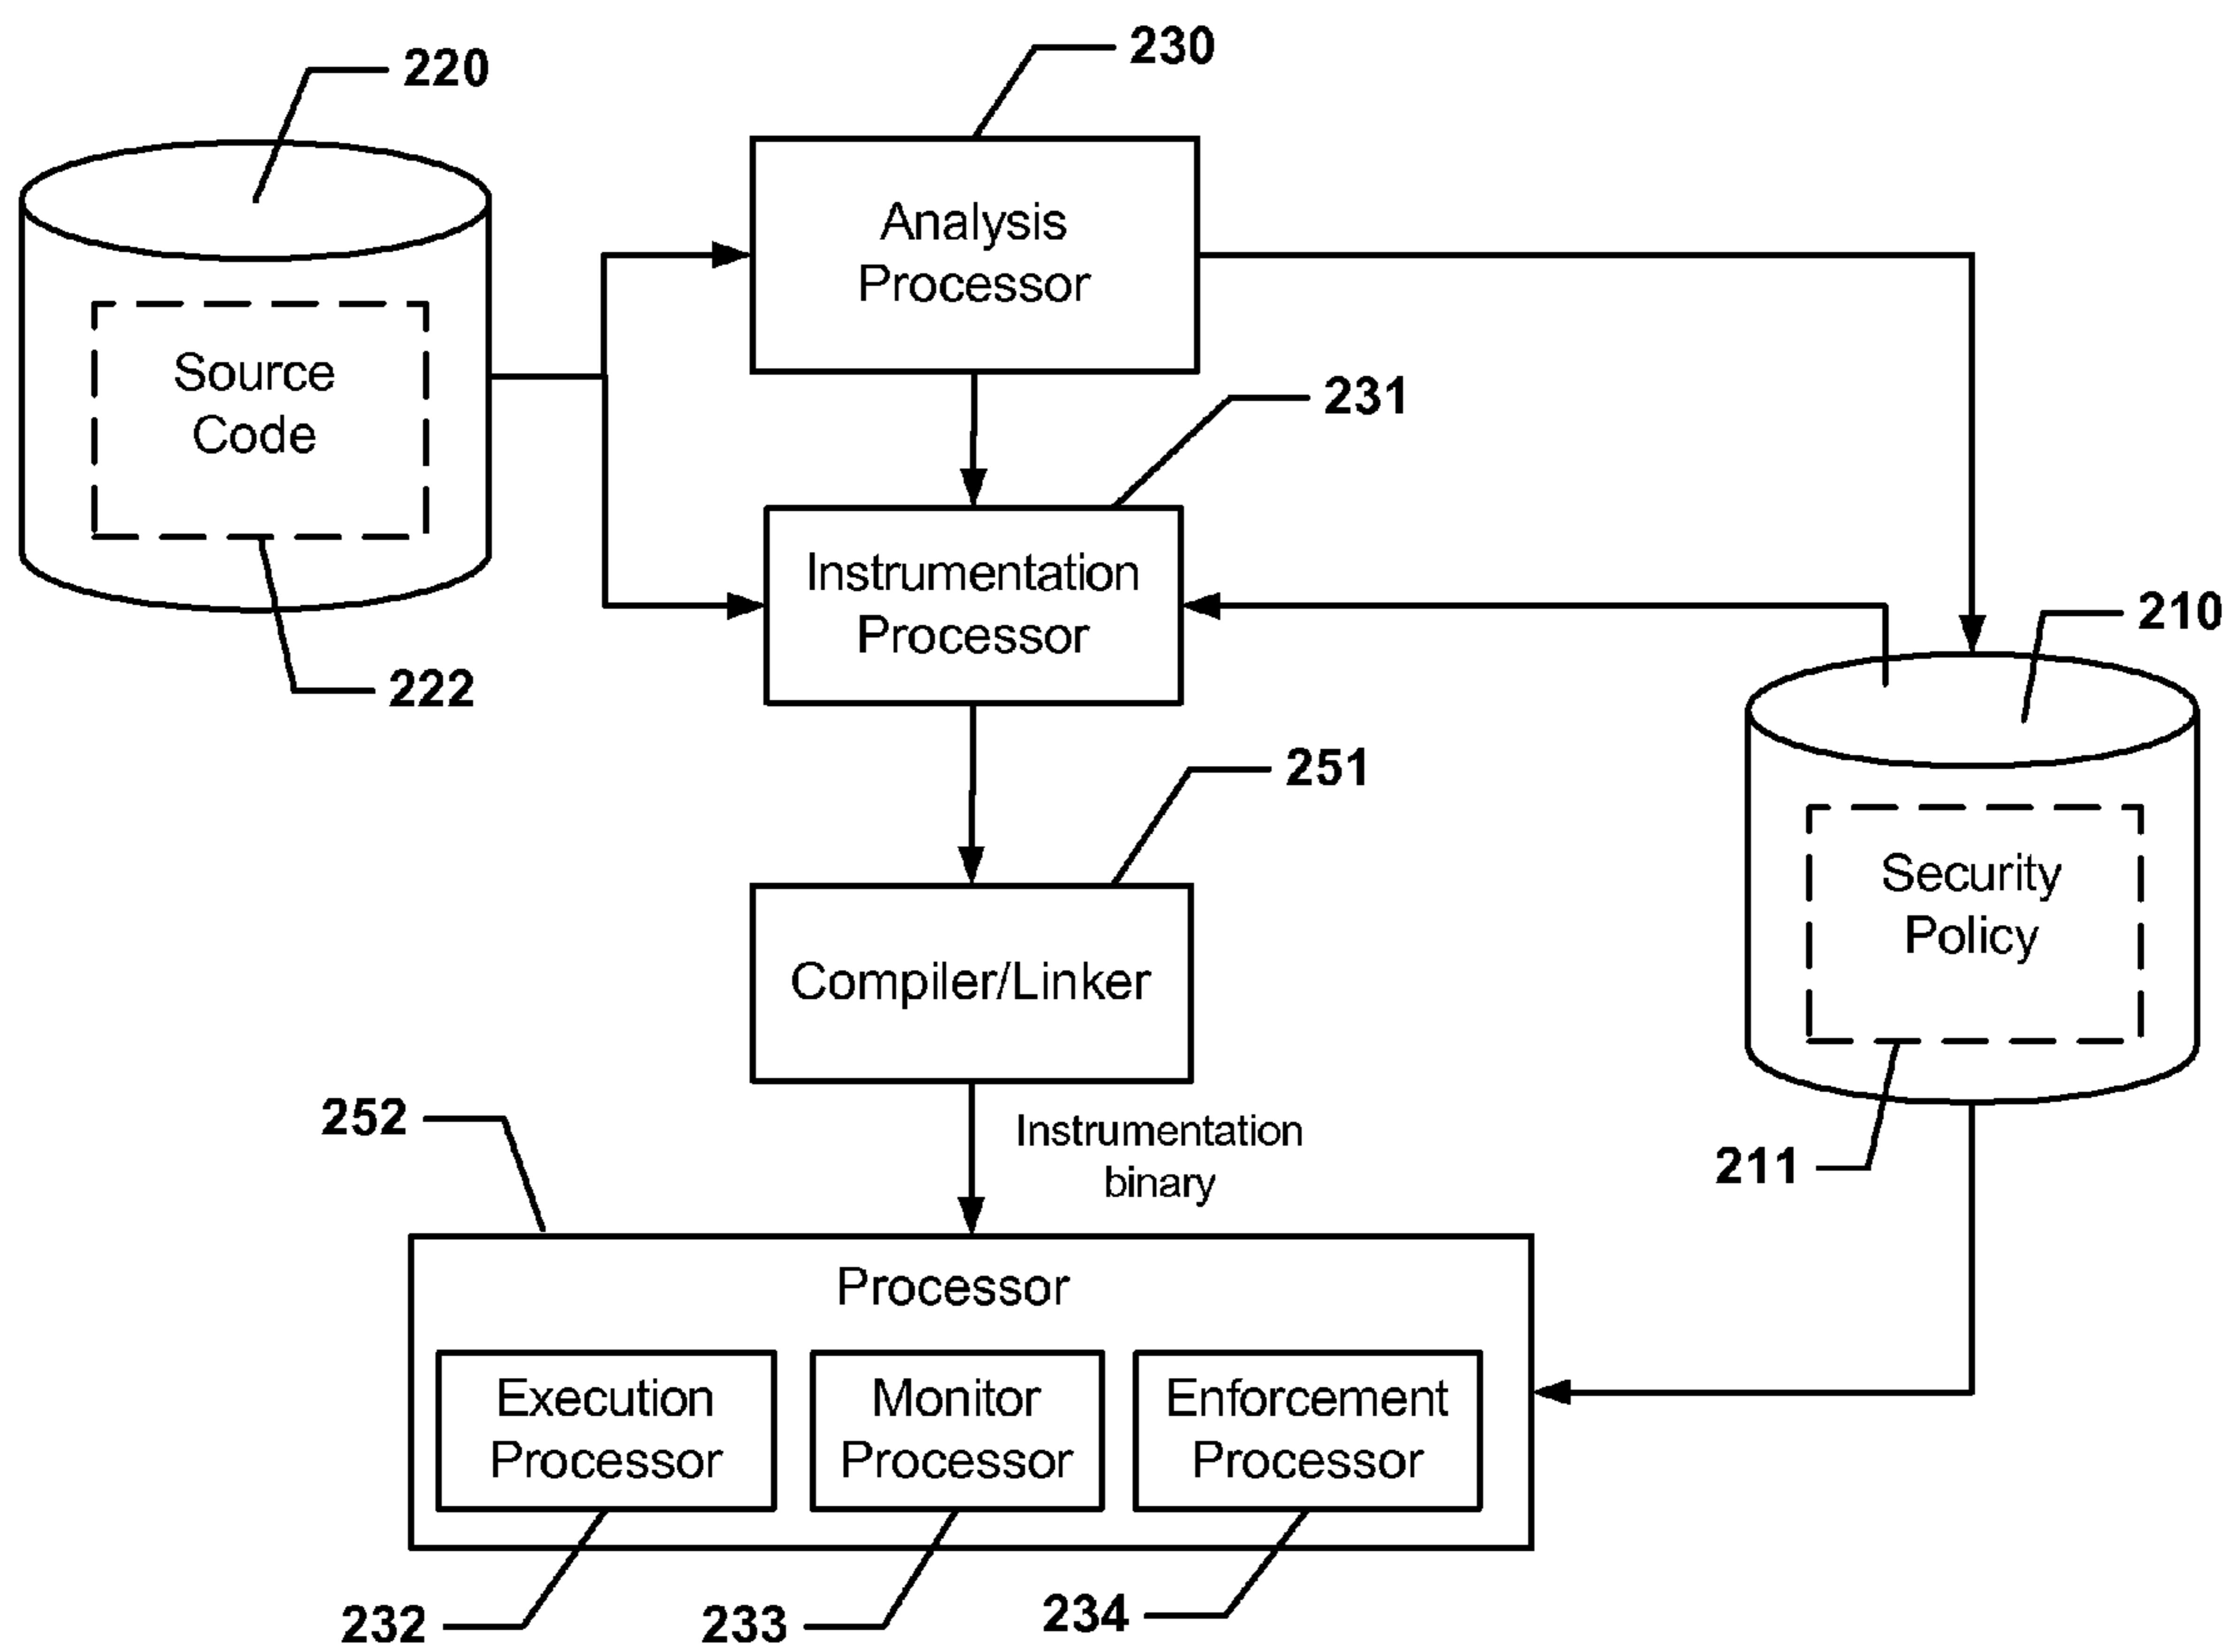 230
220
Analysis
Processor
Source
Code
231
Instrumentation
Processor
210
222
251
Security
Policy
Compiler/Linker
252
Instrumentation
binary
211
Processor
Execution
Processor
Monitor
Processor
Enforcement
Processor
232
233
234